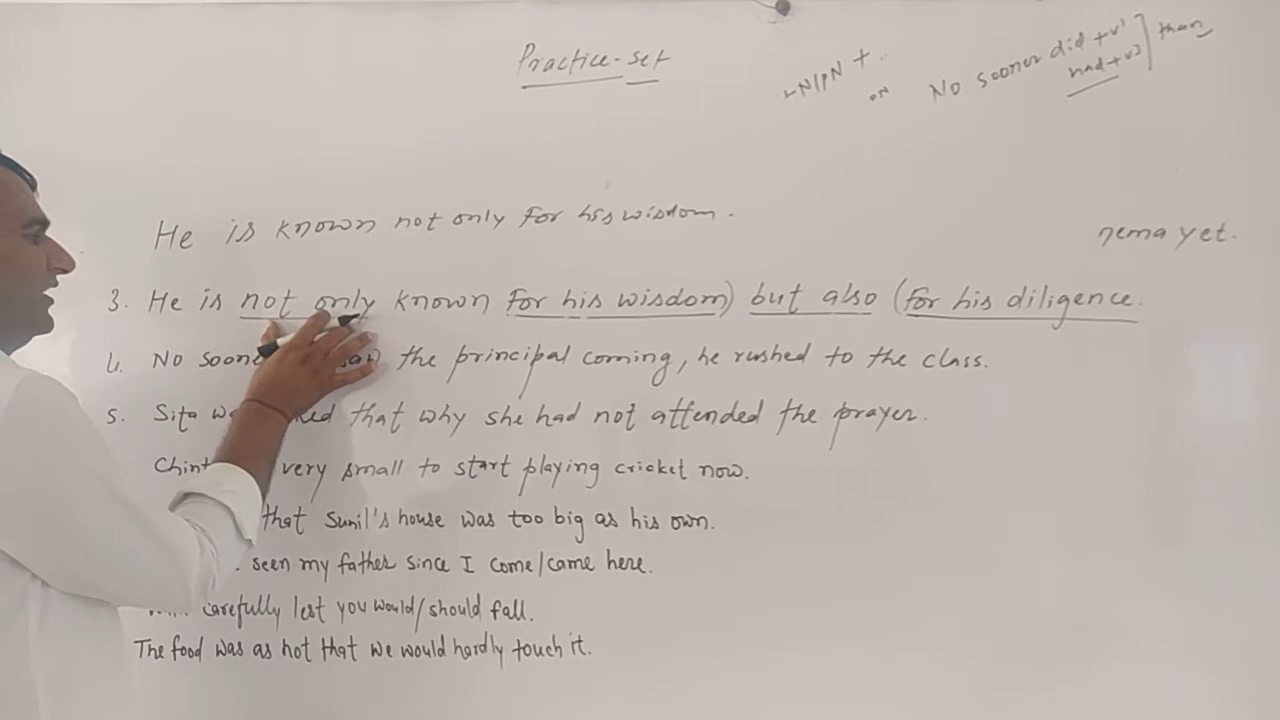 Practice-set
N/PN +
on
No sooner did + v¹
had + v³
than
He is known not only for his wisdom.
nema yet.
3. He is not only known for his wisdom) but also (for his diligence.
4. No soone the principal coming, he rushed to the class.
5. Sita that why she had not attended the prayer.
Chint very small to start playing cricket now.
that Sunil's house was too big as his own.
seen my father since I come/came here.
carefully lest you would/should fall.
The food was as hot that we would hardly touch it.